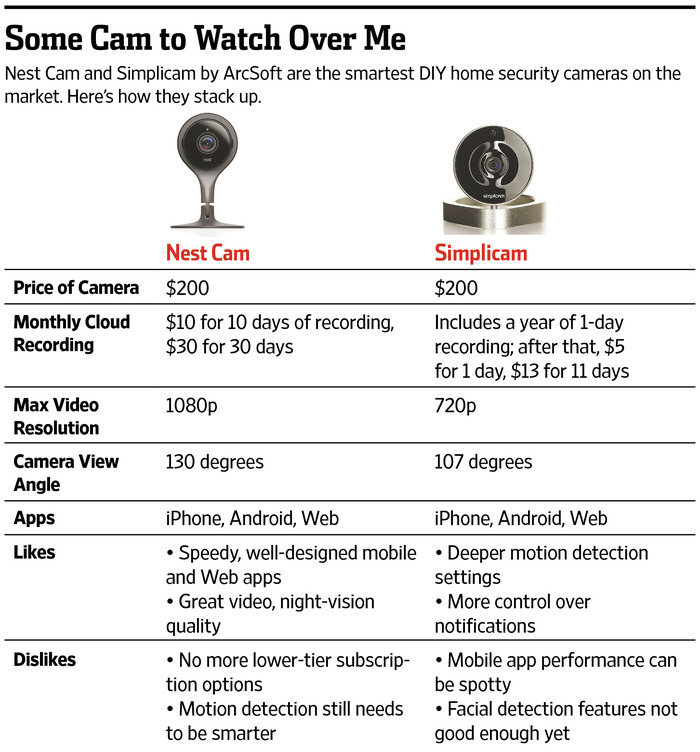 Some Cam to Watch Over Me
Nest Cam and Simplicam by ArcSoft are the smartest DIY home security cameras on the
market. Here’s how they stack up.
nest
simplicam
Nest Cam
Simplicam
Price of Camera
$200
$200
Monthly Cloud
Recording
$10 for 10 days of recording,
$30 for 30 days
Includes a year of 1-day
recording; after that, $5
for 1 day, $13 for 11 days
Max Video
Resolution
1080p
720p
Camera View
Angle
130 degrees
107 degrees
Apps
iPhone, Android, Web
iPhone, Android, Web
Likes
• Speedy, well-designed mobile
and Web apps
• Great video, night-vision
quality
• Deeper motion detection
settings
• More control over
notifications
Dislikes
• No more lower-tier subscrip-
tion options
• Motion detection still needs
to be smarter
• Mobile app performance can
be spotty
• Facial detection features not
good enough yet